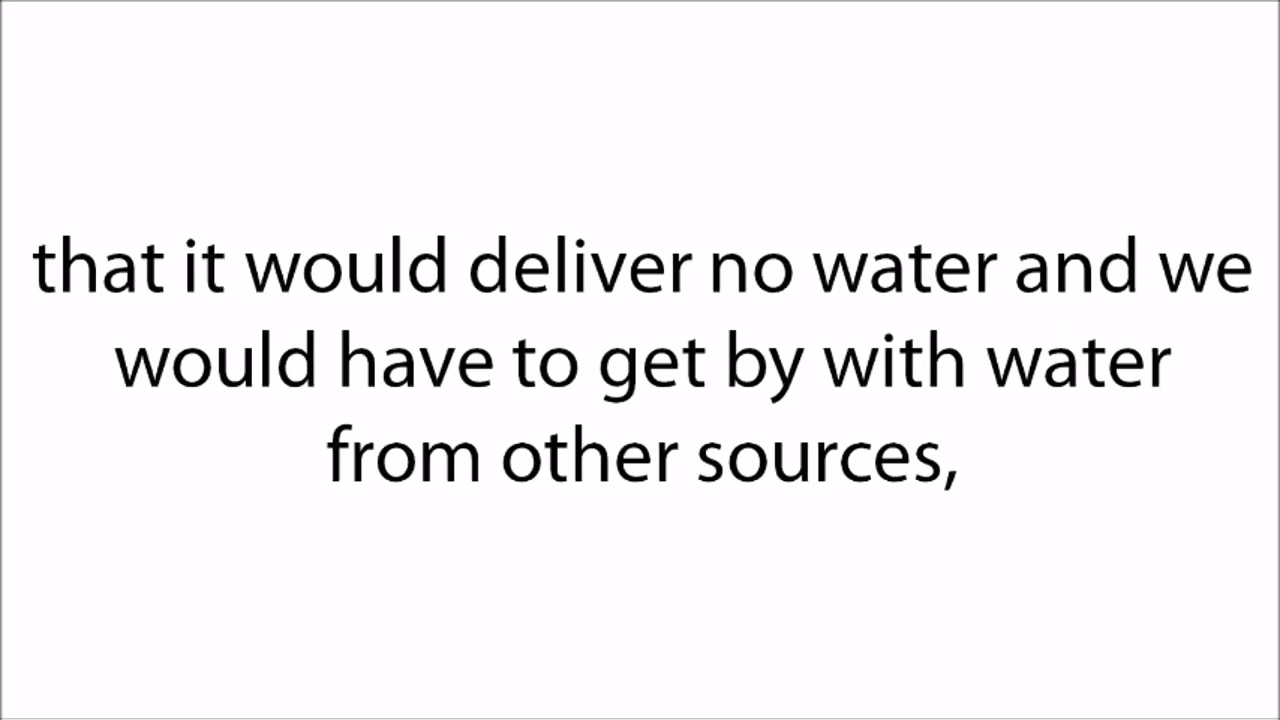 that it would deliver no water and we
would have to get by with water
from other sources,